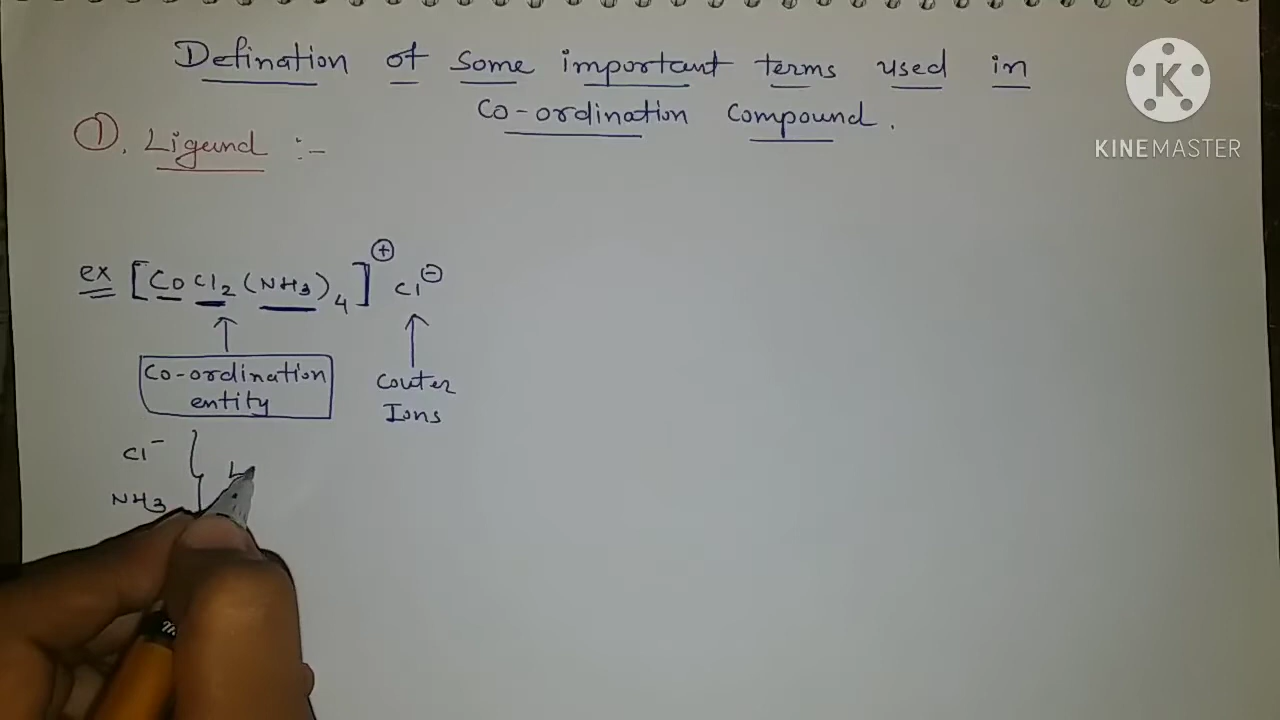 Defination of some important terms used in
Co-ordination Compound.
①. Ligand :-
ex [CoCl₂(NH₃)₄]⊕ Cl⊖
Co-ordination
entity
Couter
Ions
Cl⁻
NH₃
L
K
KINEMASTER